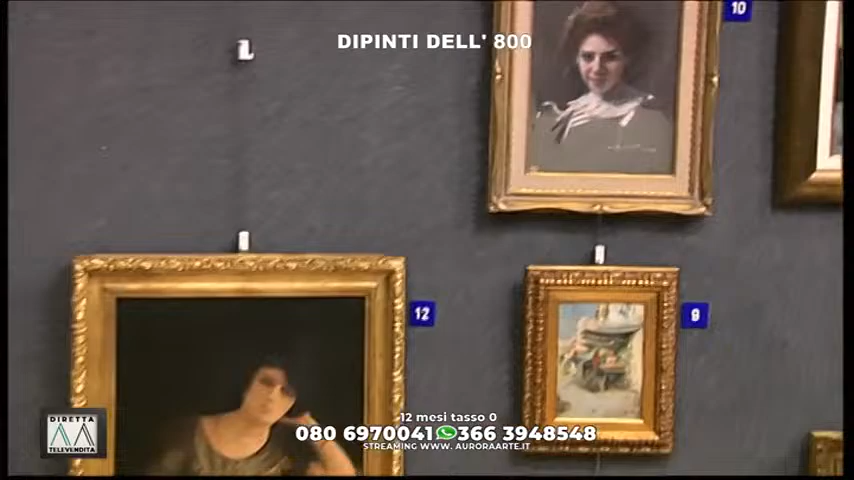 DIPINTI DELL' 800
10
12
9
12 mesi tasso 0
080 6970041 366 3948548
STREAMING WWW. AURORAARTE.IT
DIRETTA
TELEVENDITA